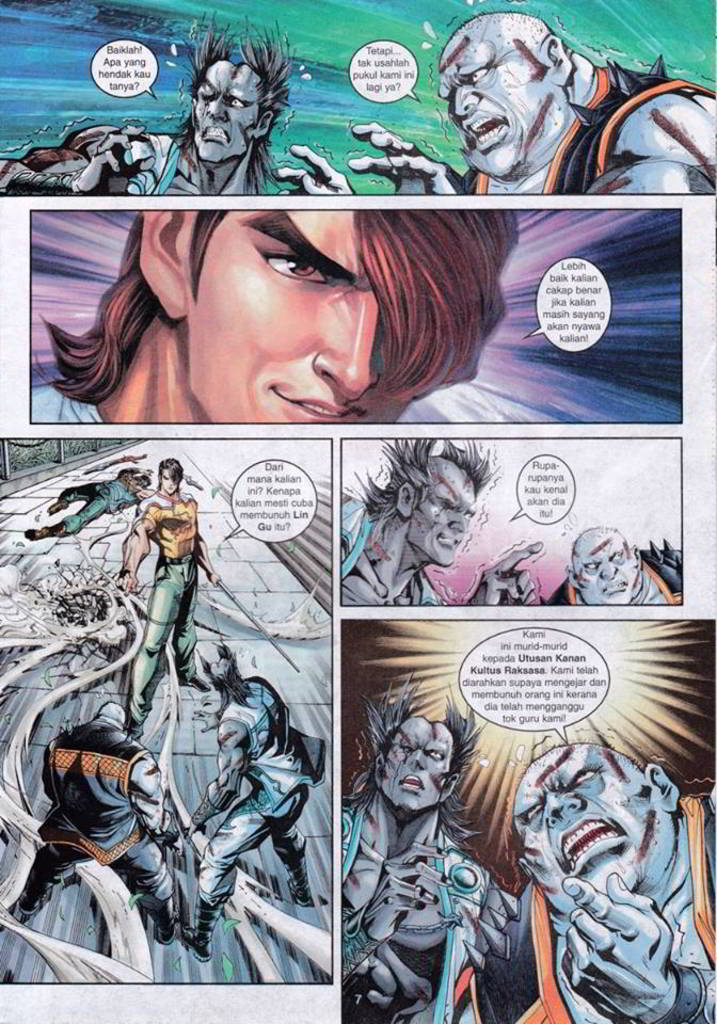 Baiklah!
Apa yang
hendak kau
tanya?
Tetapi...
tak usahlah
pukul kami ini
lagi ya?
Lebih
baik kalian
cakap benar
jika kalian
masih sayang
akan nyawa
kalian!
Dari
mana kalian
ini? Kenapa
kalian mesti cuba
membunuh Lin
Gu itu?
Rupa-
rupanya
kau kenal
akan dia
itu!
Kami
ini murid-murid
kepada Utusan Kanan
Kultus Raksasa. Kami telah
diarahkan supaya mengejar dan
membunuh orang ini kerana
dia telah mengganggu
tok guru kami!
7